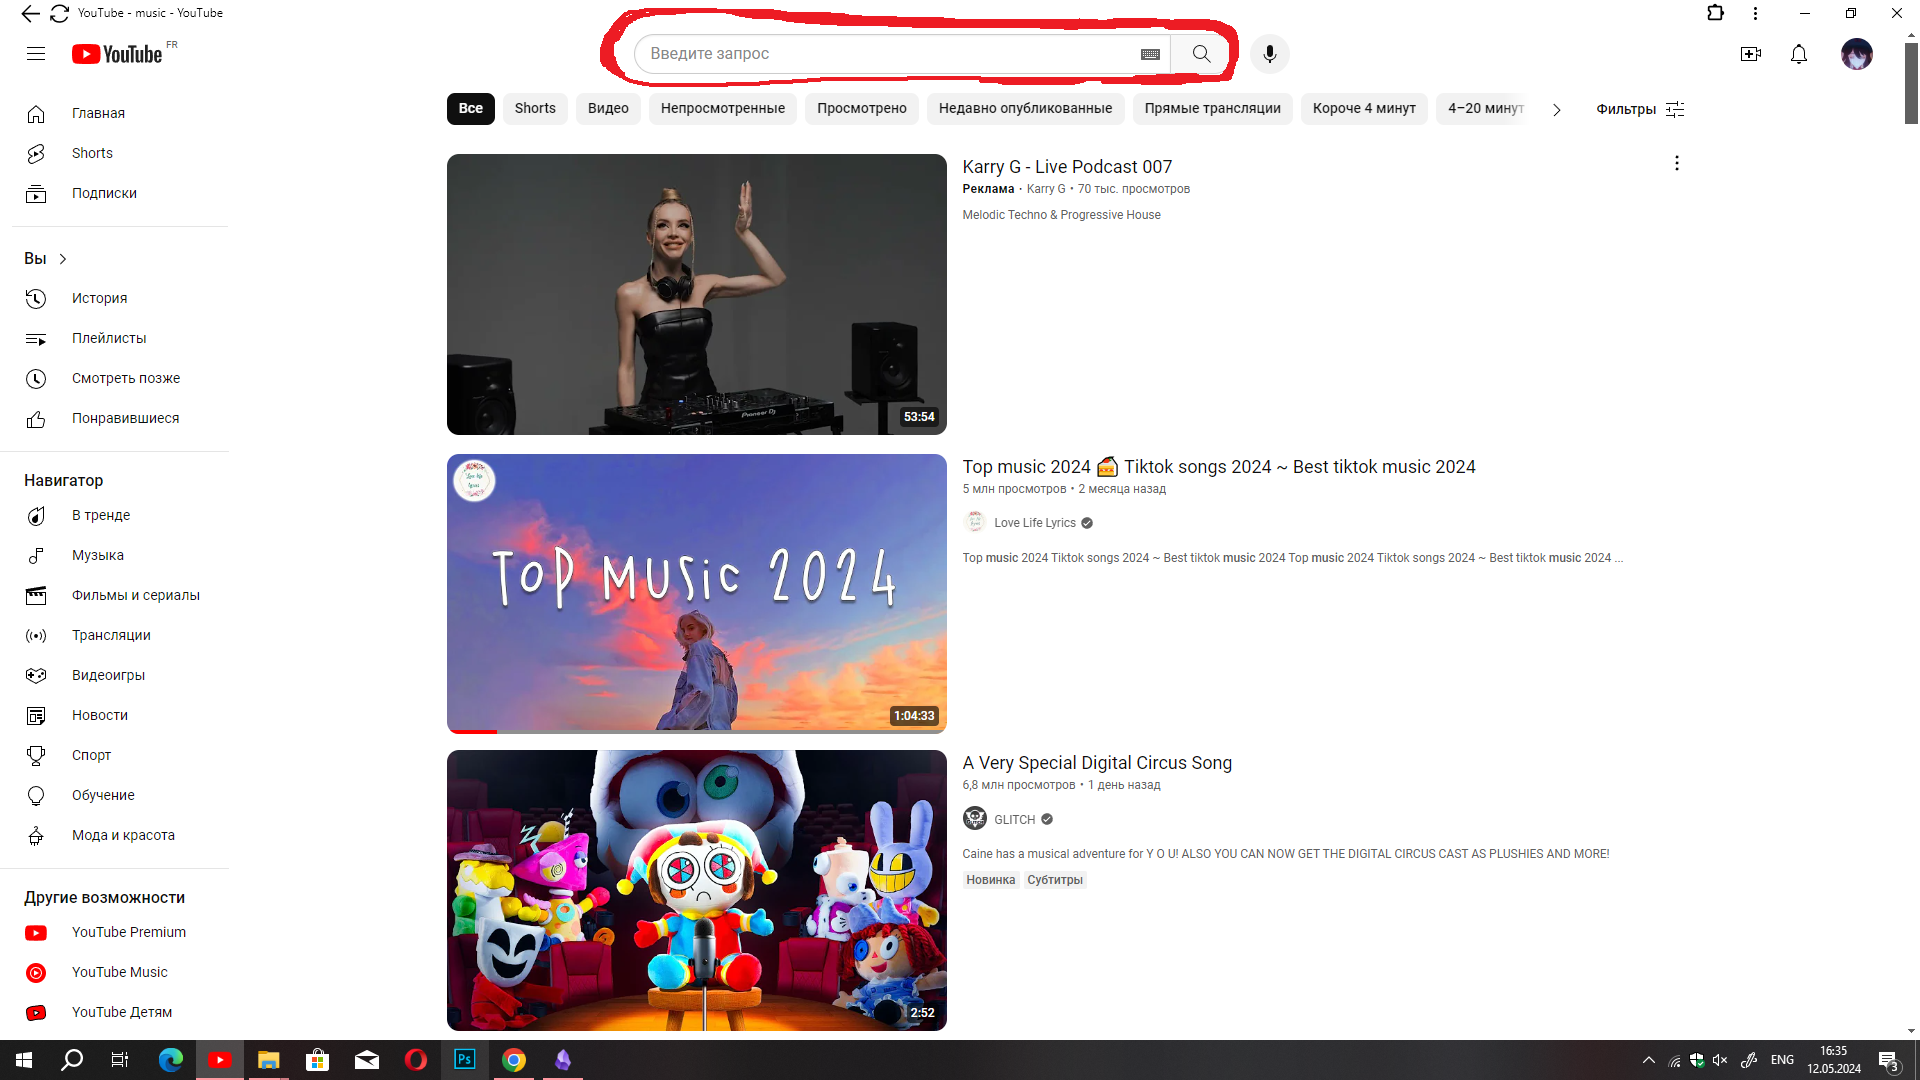 YouTube - music - YouTube
YouTube FR
Введите запрос
Все
Shorts
Видео
Непросмотренные
Просмотрено
Недавно опубликованные
Прямые трансляции
Короче 4 минут
4–20 минут
Фильтры
Главная
Shorts
Подписки
Вы
История
Плейлисты
Смотреть позже
Понравившиеся
Навигатор
В тренде
Музыка
Фильмы и сериалы
Трансляции
Видеоигры
Новости
Спорт
Обучение
Мода и красота
Другие возможности
YouTube Premium
YouTube Music
YouTube Детям
Pioneer Dj
53:54
Karry G - Live Podcast 007
Реклама · Karry G • 70 тыс. просмотров
Melodic Techno & Progressive House
Love Life Lyrics
TOP MUSIC 2024
1:04:33
Top music 2024 🍰 Tiktok songs 2024 ~ Best tiktok music 2024
5 млн просмотров • 2 месяца назад
Love Life Lyrics
Top music 2024 Tiktok songs 2024 ~ Best tiktok music 2024 Top music 2024 Tiktok songs 2024 ~ Best tiktok music 2024 ...
2:52
A Very Special Digital Circus Song
6,8 млн просмотров • 1 день назад
GLITCH
Caine has a musical adventure for Y O U! ALSO YOU CAN NOW GET THE DIGITAL CIRCUS CAST AS PLUSHIES AND MORE!
Новинка
Субтитры
Ps
ENG
16:35
12.05.2024
3